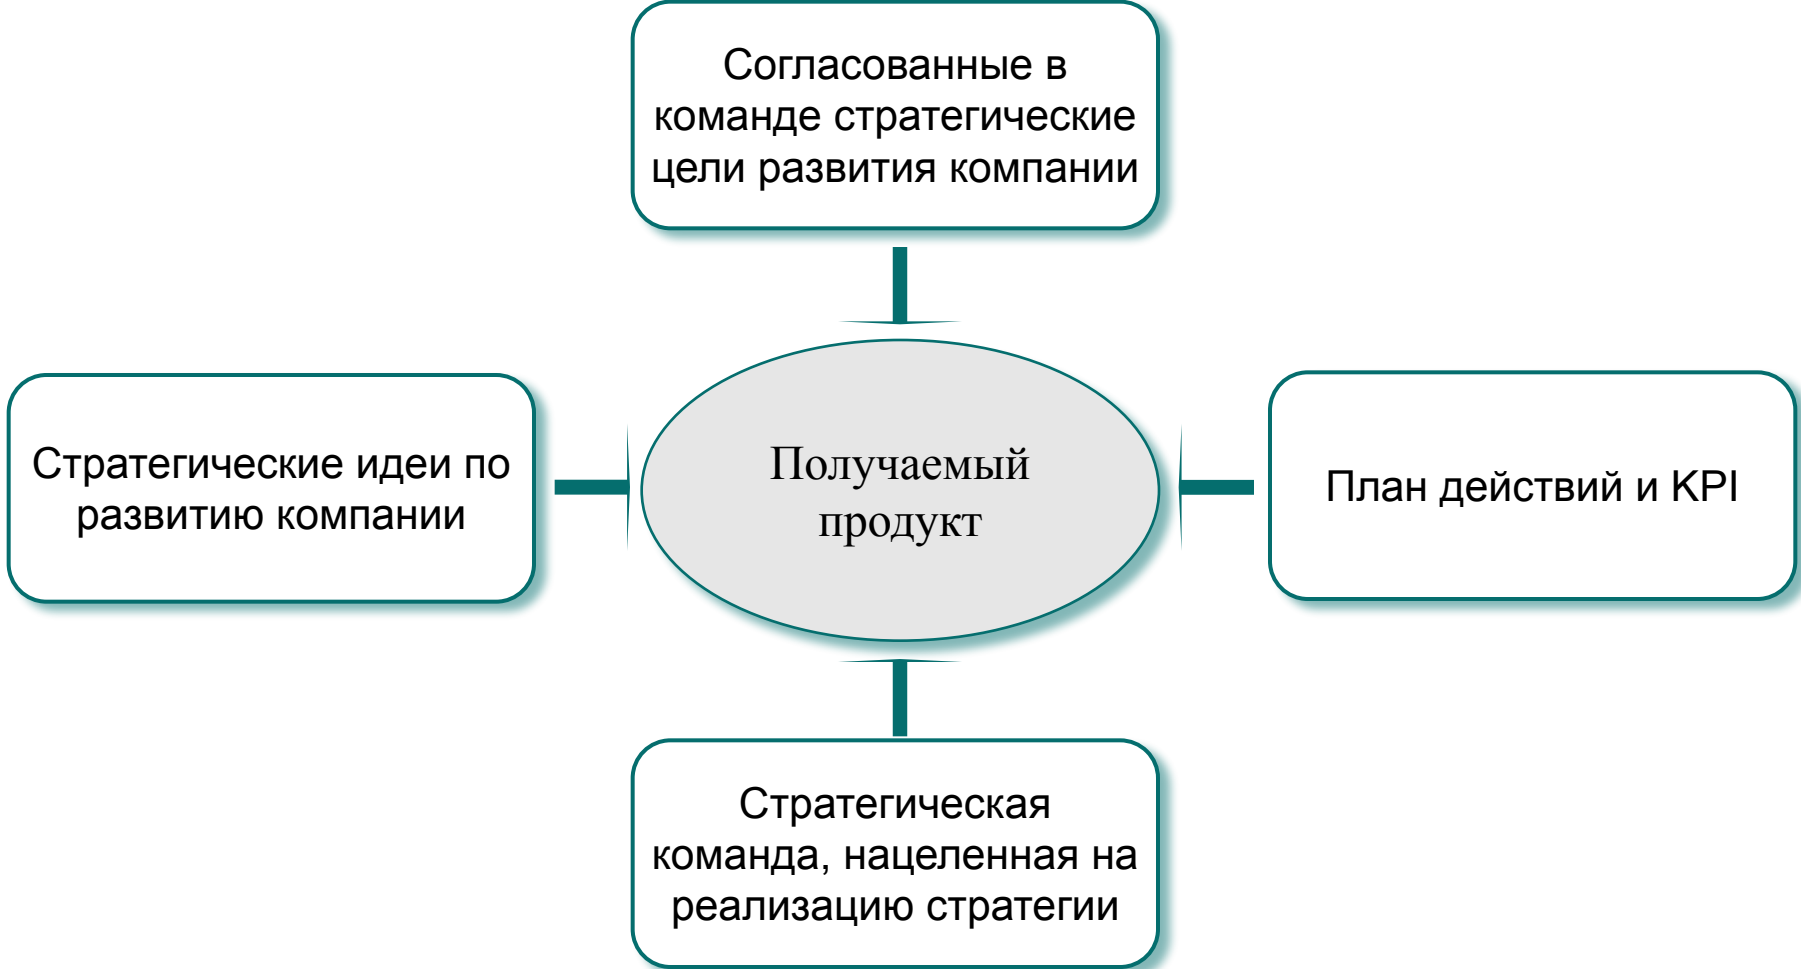 Согласованные в
команде стратегические
цели развития компании
Стратегические идеи по
развитию компании
Получаемый
продукт
План действий и KPI
Стратегическая
команда, нацеленная на
реализацию стратегии